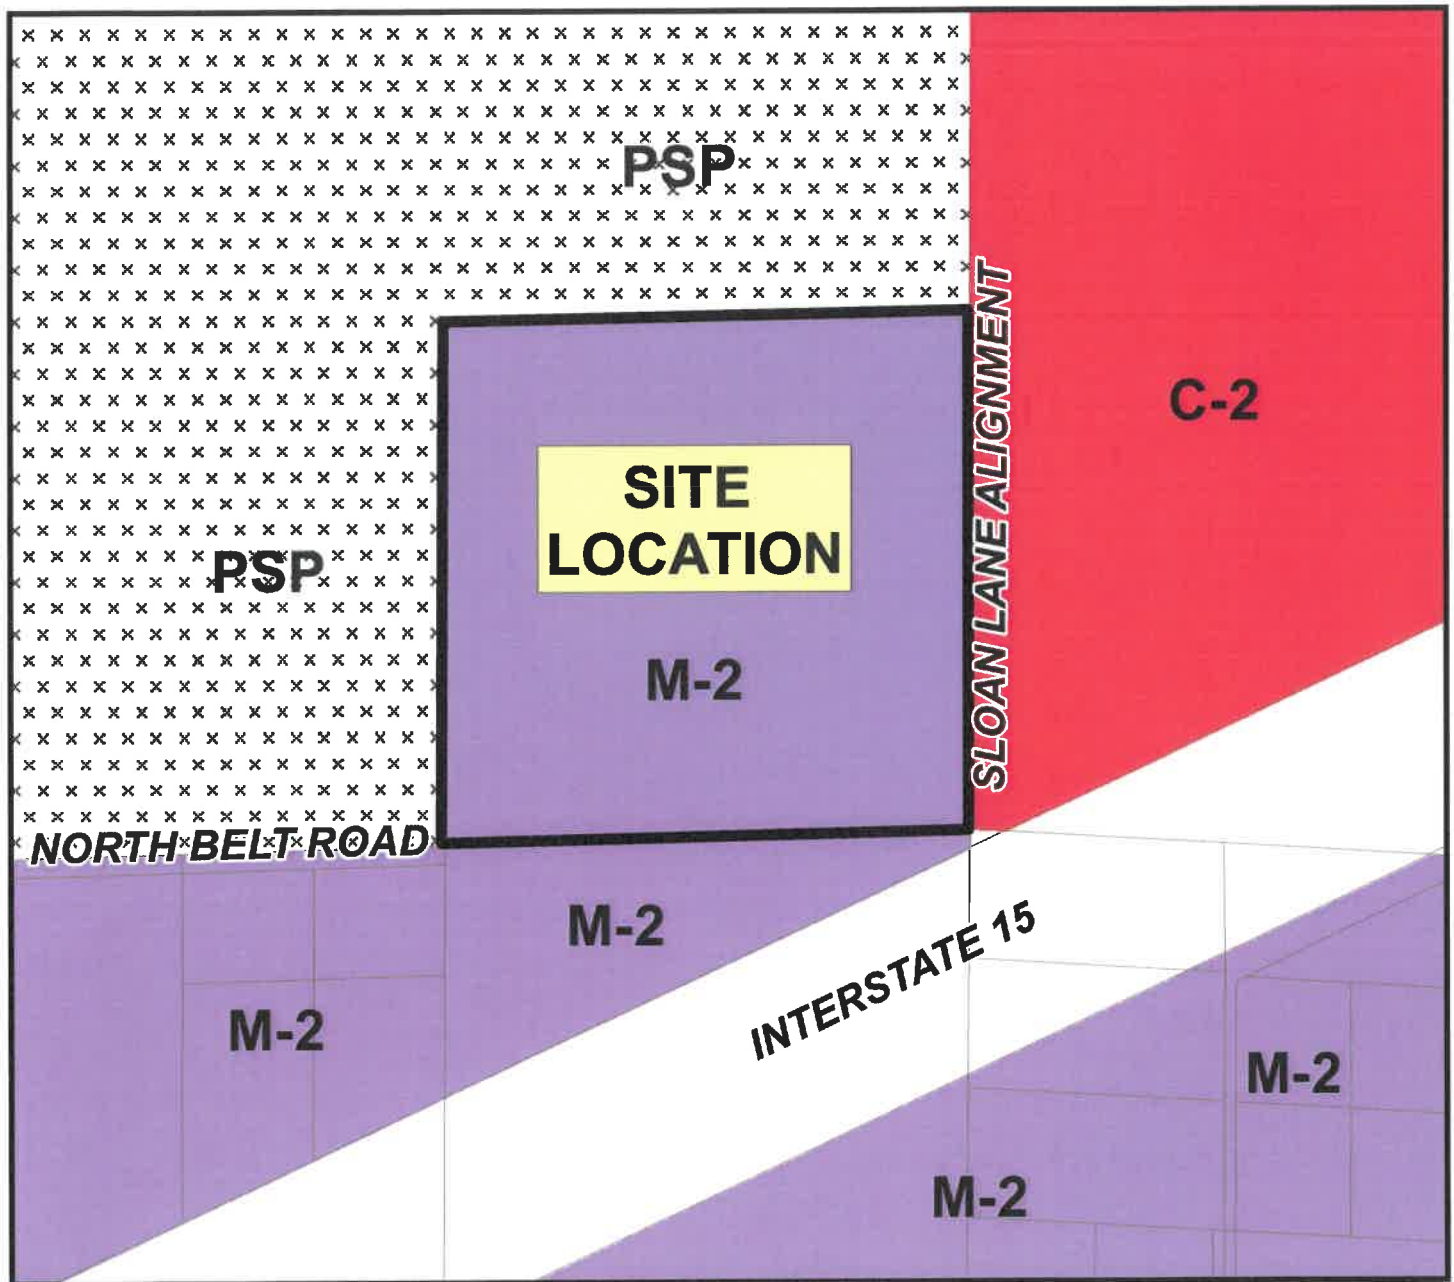 PSP
C-2
SLOAN LANE ALIGNMENT
SITE
LOCATION
PSP
M-2
NORTH BELT ROAD
M-2
INTERSTATE 15
M-2
M-2
M-2